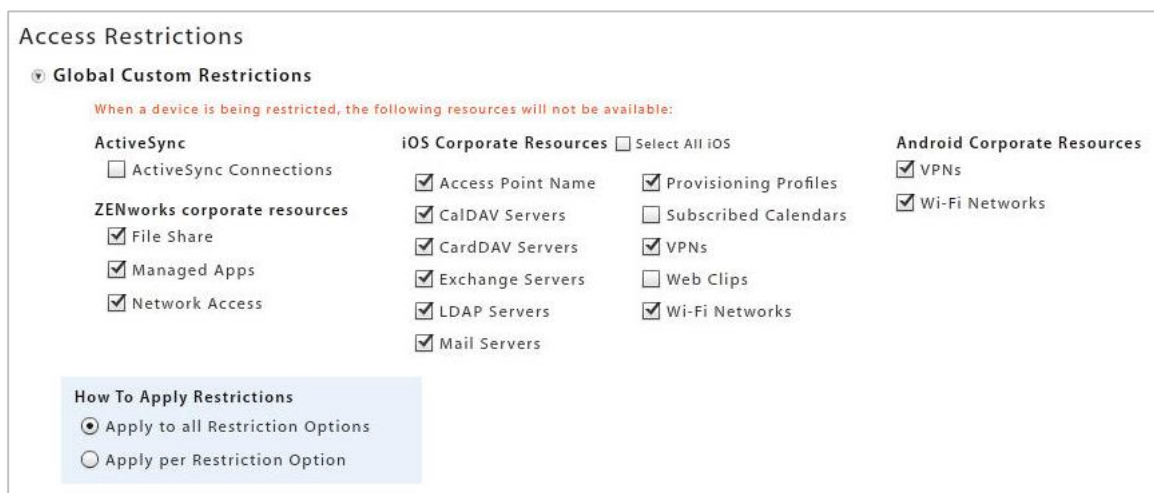 Access Restrictions
Global Custom Restrictions
When a device is being restricted, the following resources will not be available:
ActiveSync
ActiveSync Connections
ZENworks corporate resources
File Share
Managed Apps
Network Access
iOS Corporate Resources Select All iOS
Access Point Name
CalDAV Servers
CardDAV Servers
Exchange Servers
LDAP Servers
Mail Servers
Provisioning Profiles
Subscribed Calendars
VPNs
Web Clips
Wi-Fi Networks
Android Corporate Resources
VPNs
Wi-Fi Networks
How To Apply Restrictions
Apply to all Restriction Options
Apply per Restriction Option